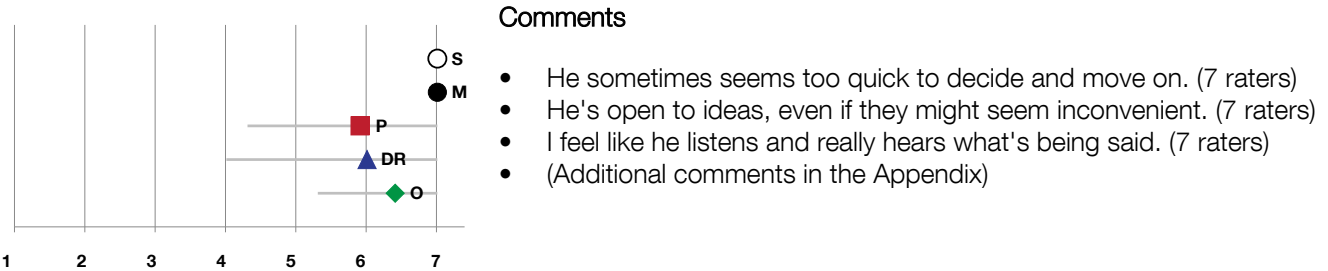 Comments
S
M
P
DR
O
1 2 3 4 5 6 7
• He sometimes seems too quick to decide and move on. (7 raters)
• He's open to ideas, even if they might seem inconvenient. (7 raters)
• I feel like he listens and really hears what's being said. (7 raters)
• (Additional comments in the Appendix)